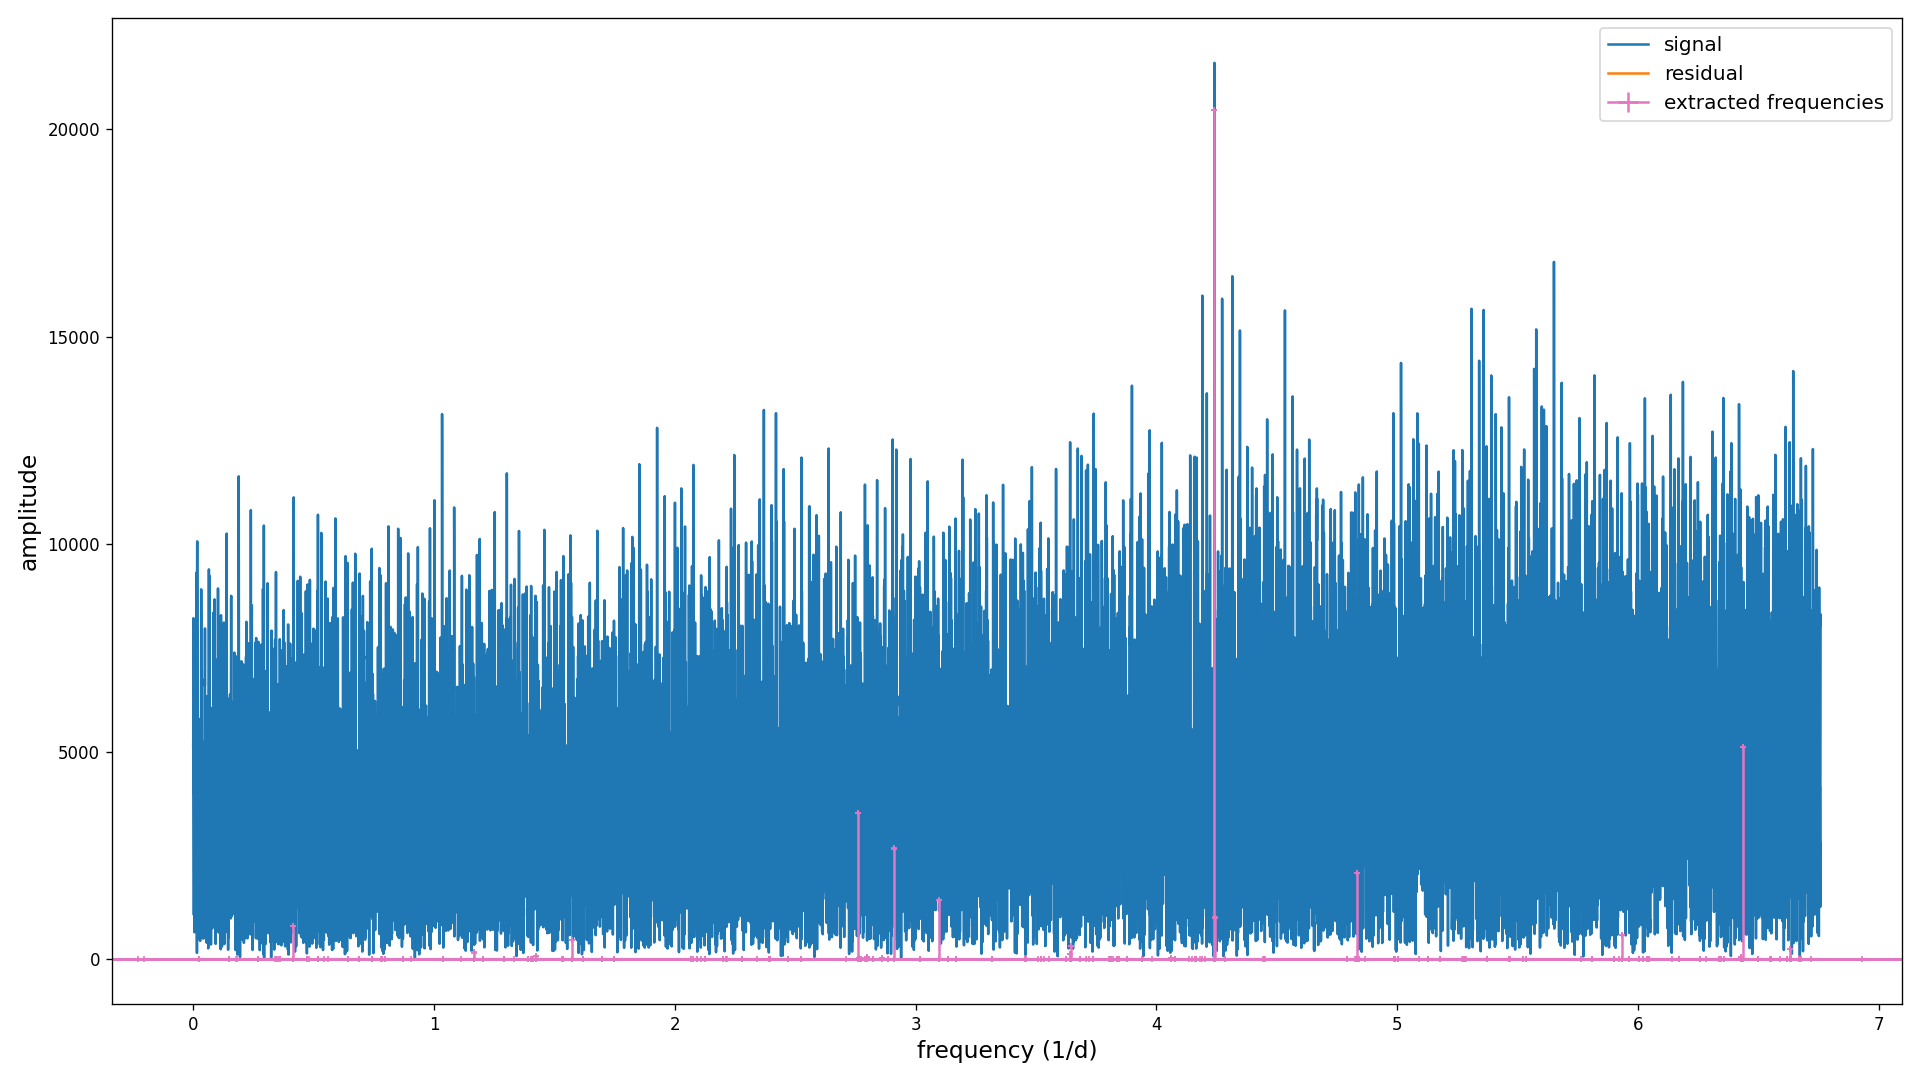 signal
residual
extracted frequencies
amplitude
20000
15000
10000
5000
0
0 1 2 3 4 5 6 7
frequency (1/d)